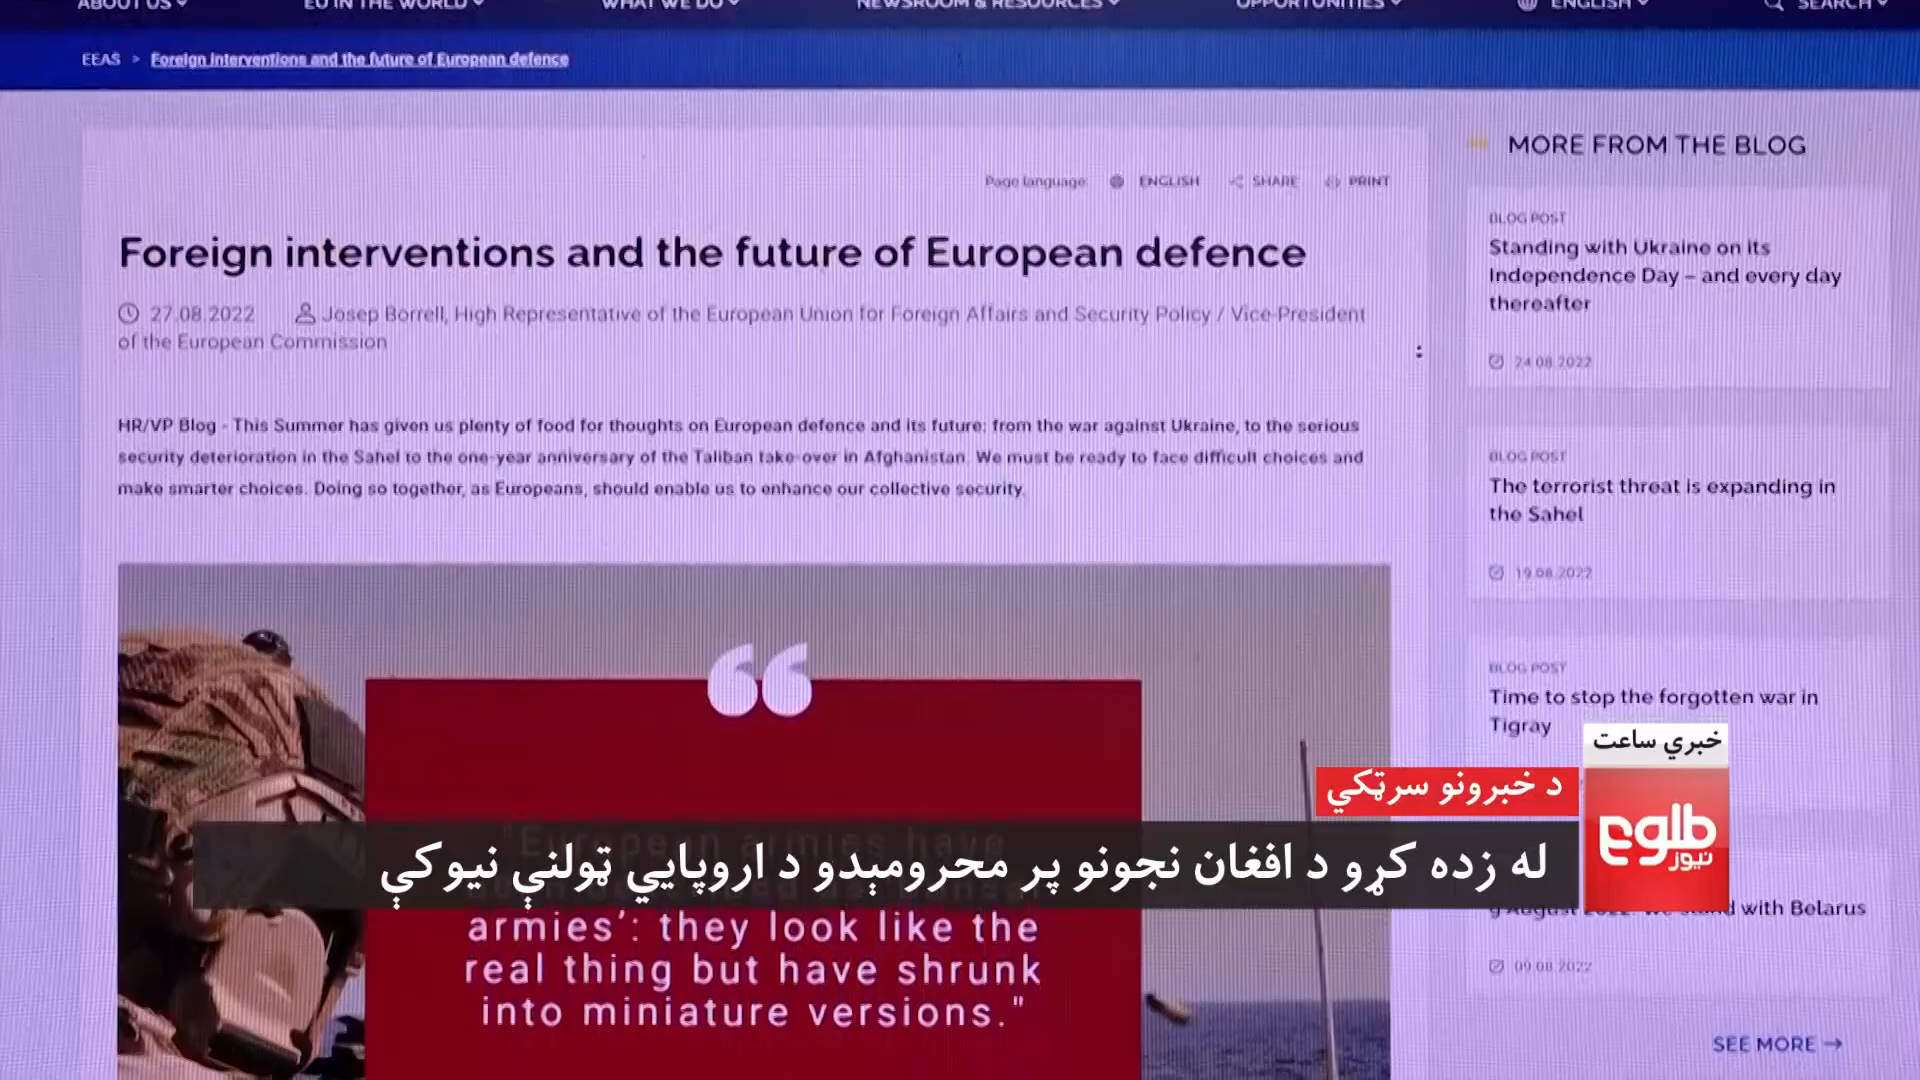 ABOUT US
EU IN THE WORLD
WHAT WE DO
NEWSROOM & RESOURCES
OPPORTUNITIES
ENGLISH
SEARCH
EEAS > Foreign interventions and the future of European defence
Page language: ENGLISH SHARE PRINT
Foreign interventions and the future of European defence
27.08.2022 Josep Borrell, High Representative of the European Union for Foreign Affairs and Security Policy / Vice-President
of the European Commission
HR/VP Blog - This Summer has given us plenty of food for thoughts on European defence and its future: from the war against Ukraine, to the serious
security deterioration in the Sahel to the one-year anniversary of the Taliban take-over in Afghanistan. We must be ready to face difficult choices and
make smarter choices. Doing so together, as Europeans, should enable us to enhance our collective security.
"European armies have
armies': they look like the
real thing but have shrunk
into miniature versions."
MORE FROM THE BLOG
BLOG POST
Standing with Ukraine on its
Independence Day – and every day
thereafter
24.08.2022
BLOG POST
The terrorist threat is expanding in
the Sahel
19.08.2022
BLOG POST
Time to stop the forgotten war in
Tigray
with Belarus
09.08.2022
SEE MORE →
خبري ساعت
د خبرونو سرټکي
له زده کړو د افغان نجونو پر محرومېدو د اروپايي ټولنې نیوکې
طلوع
نیوز